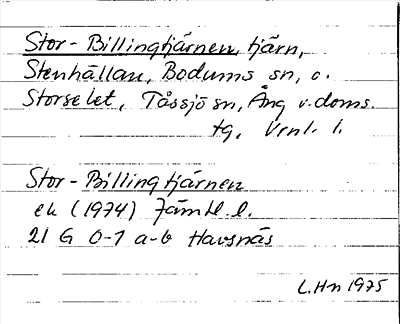 Stor-Billingtjärnen, tjärn,
Stenhällan, Bodums sn, o.
Storselet, Tåssjö sn, Ång v. doms.
tg, Vrnl. l.
Stor-Billingtjärnen
ek (1974) Jämtl. l.
21 G 0-1 a-b Havsnäs
L.Hn 1975